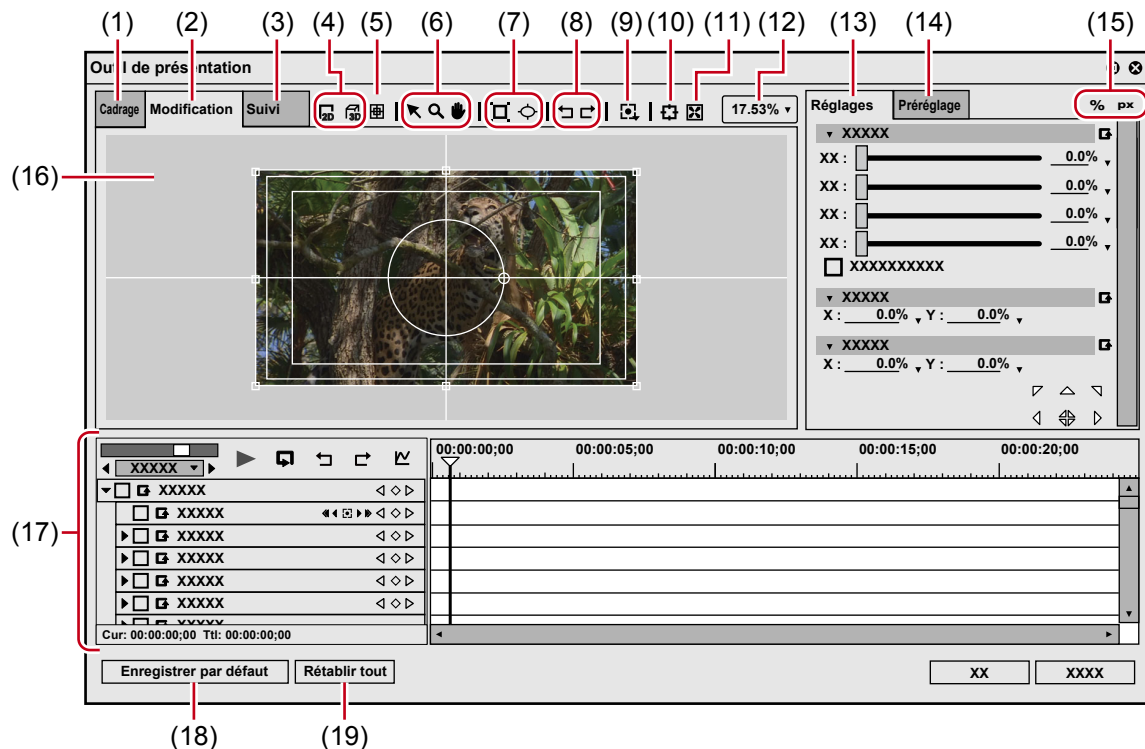 (1) (2) (3) (4) (5) (6) (7) (8) (9) (10) (11) (12) (13) (14) (15)
Outil de présentation
Cadrage Modification Suivi 2D 3D 17.53% Réglages Préréglage % px
XXXXX
XX : 0.0%
XX : 0.0%
XX : 0.0%
XX : 0.0%
XXXXXXXXXX
XXXXX
X : 0.0% Y : 0.0%
XXXXX
X : 0.0% Y : 0.0%
(16)
(17)
XXXXX
00:00:00;00 00:00:05;00 00:00:10;00 00:00:15;00 00:00:20;00
XXXXX
XXXXX
XXXXX
XXXXX
XXXXX
XXXXX
XXXXX
Cur: 00:00:00;00 Ttl: 00:00:00;00
Enregistrer par défaut Rétablir tout XX XXXX
(18) (19)